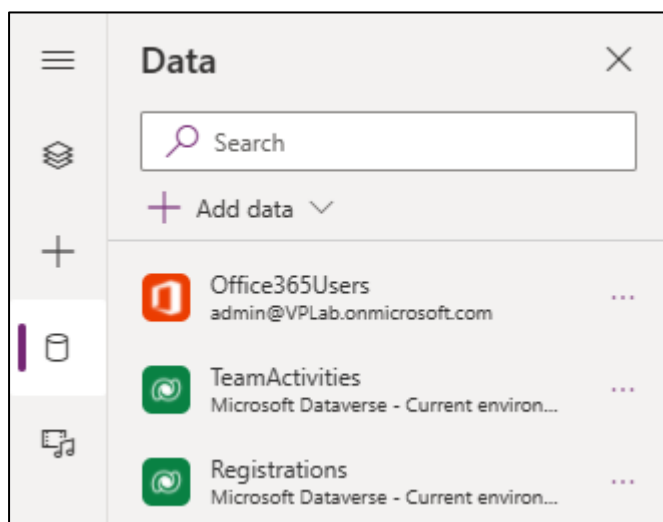 Data
Search
Add data
Office365Users
admin@VPLab.onmicrosoft.com
TeamActivities
Microsoft Dataverse - Current environ...
Registrations
Microsoft Dataverse - Current environ...